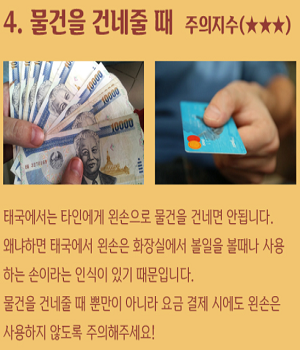 4. 물건을 건네줄 때 주의지수(★★★)
10000
10000
10000
태국에서는 타인에게 왼손으로 물건을 건네면 안됩니다.
왜냐하면 태국에서 왼손은 화장실에서 볼일을 볼때나 사용
하는 손이라는 인식이 있기 때문입니다.
물건을 건네줄 때 뿐만이 아니라 요금 결제 시에도 왼손은
사용하지 않도록 주의해주세요!